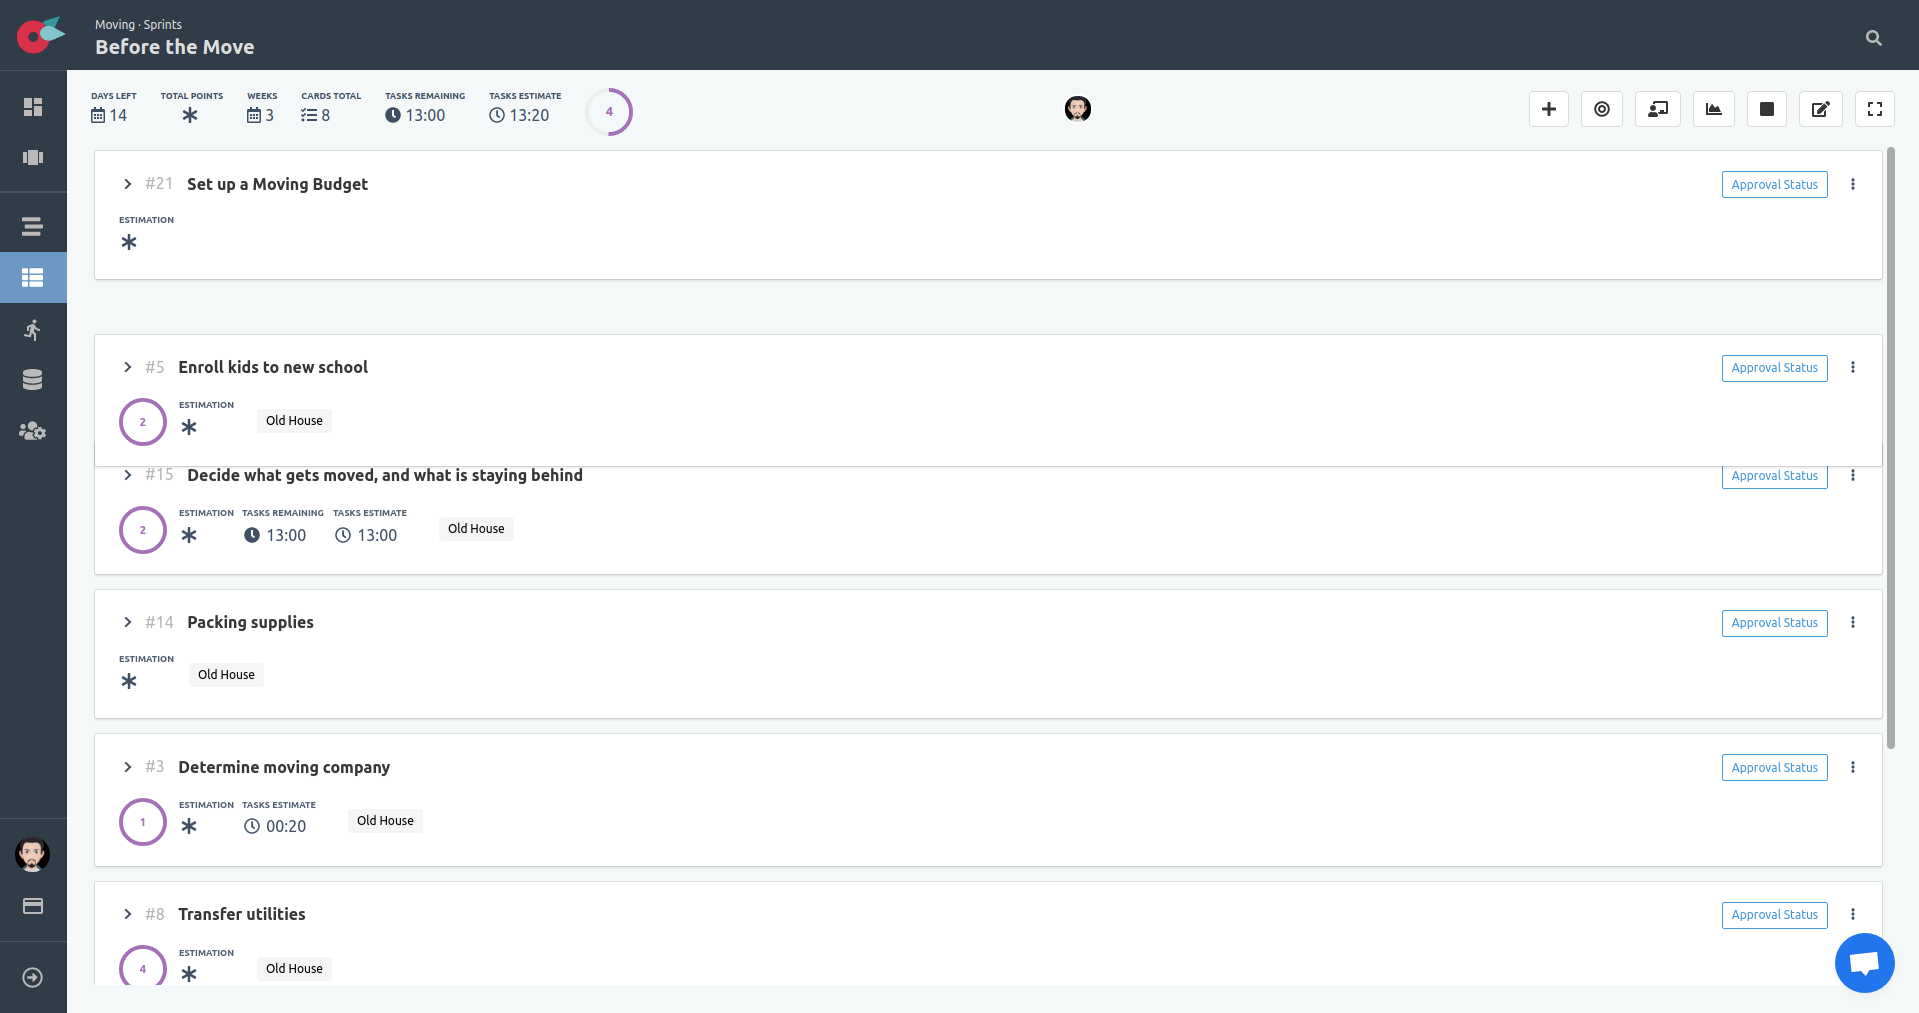 Moving · Sprints
Before the Move
DAYS LEFT TOTAL POINTS WEEKS CARDS TOTAL TASKS REMAINING TASKS ESTIMATE
14 3 8 13:00 13:20 4
#21 Set up a Moving Budget Approval Status
ESTIMATION
#5 Enroll kids to new school Approval Status
ESTIMATION
2 Old House
#15 Decide what gets moved, and what is staying behind Approval Status
ESTIMATION TASKS REMAINING TASKS ESTIMATE
2 13:00 13:00 Old House
#14 Packing supplies Approval Status
ESTIMATION
Old House
#3 Determine moving company Approval Status
ESTIMATION TASKS ESTIMATE
1 00:20 Old House
#8 Transfer utilities Approval Status
ESTIMATION
4 Old House